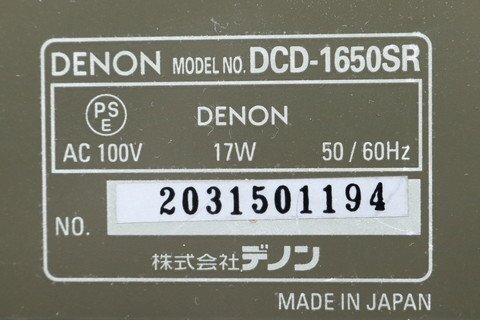 DENON MODEL NO. DCD-1650SR
PS
E
DENON
AC 100V 17W 50 / 60Hz
NO. 2031501194
株式会社デノン
MADE IN JAPAN